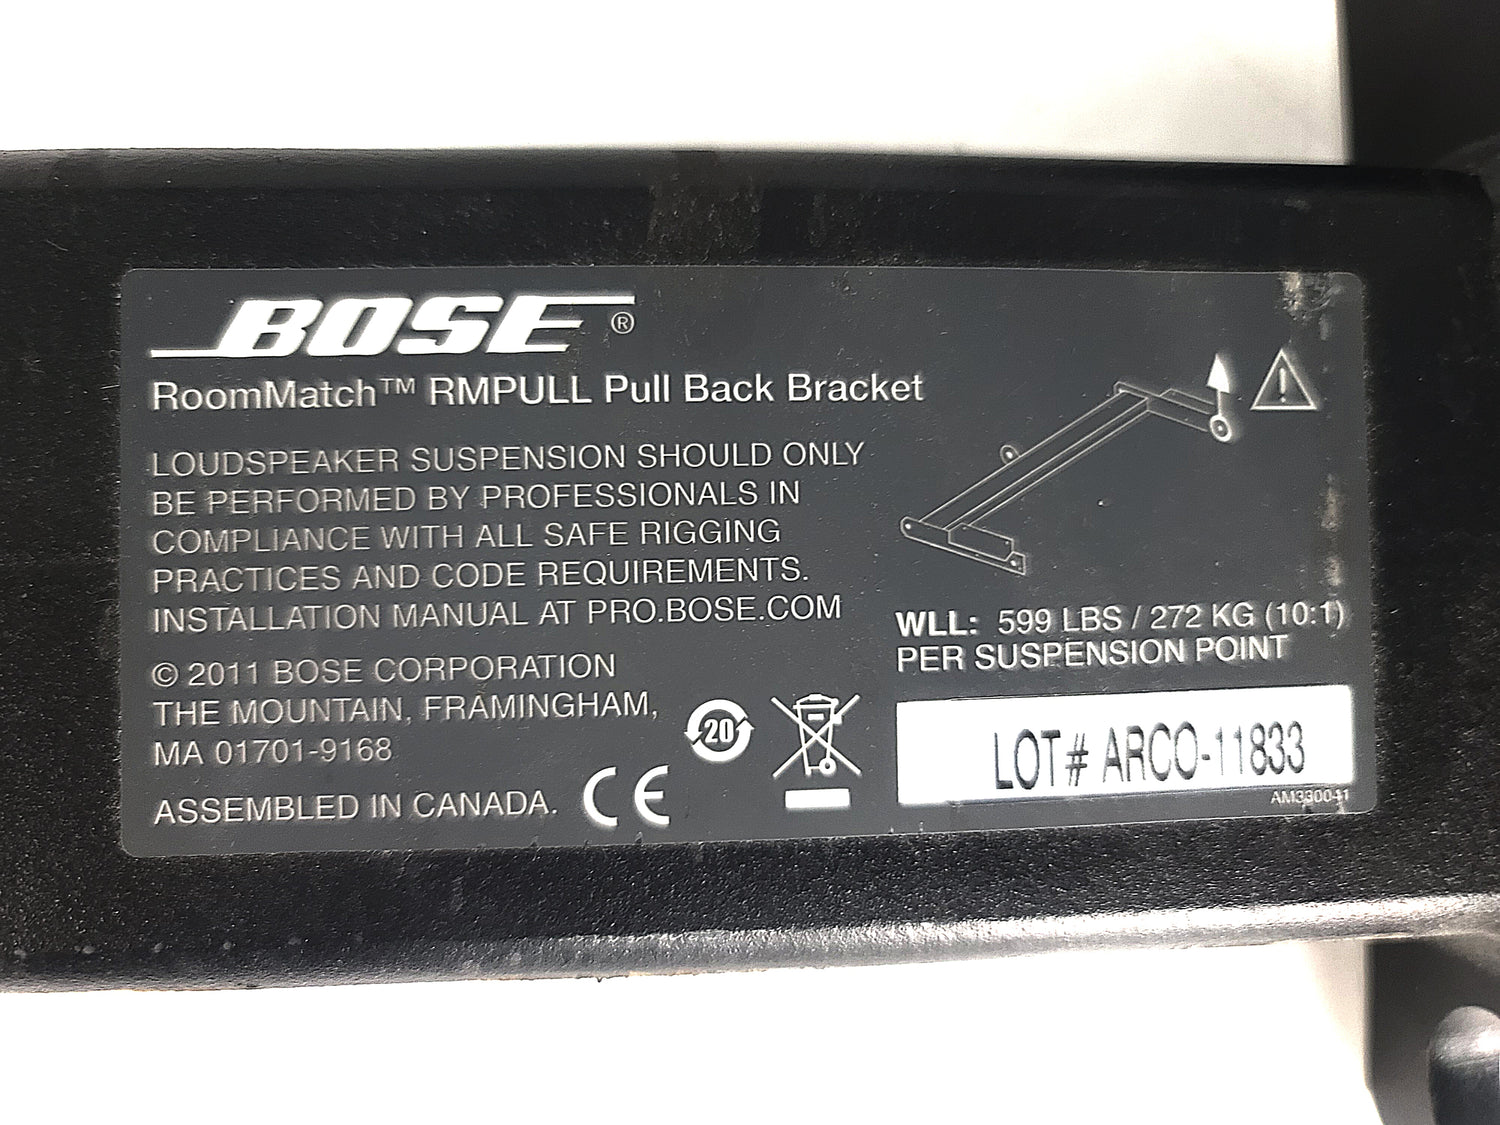 BOSE®
RoomMatch™ RMPULL Pull Back Bracket
LOUDSPEAKER SUSPENSION SHOULD ONLY
BE PERFORMED BY PROFESSIONALS IN
COMPLIANCE WITH ALL SAFE RIGGING
PRACTICES AND CODE REQUIREMENTS.
INSTALLATION MANUAL AT PRO.BOSE.COM
© 2011 BOSE CORPORATION
THE MOUNTAIN, FRAMINGHAM,
MA 01701-9168
ASSEMBLED IN CANADA.
CE
20
!
WLL: 599 LBS / 272 KG (10:1)
PER SUSPENSION POINT
LOT# ARCO-11833
AM330041